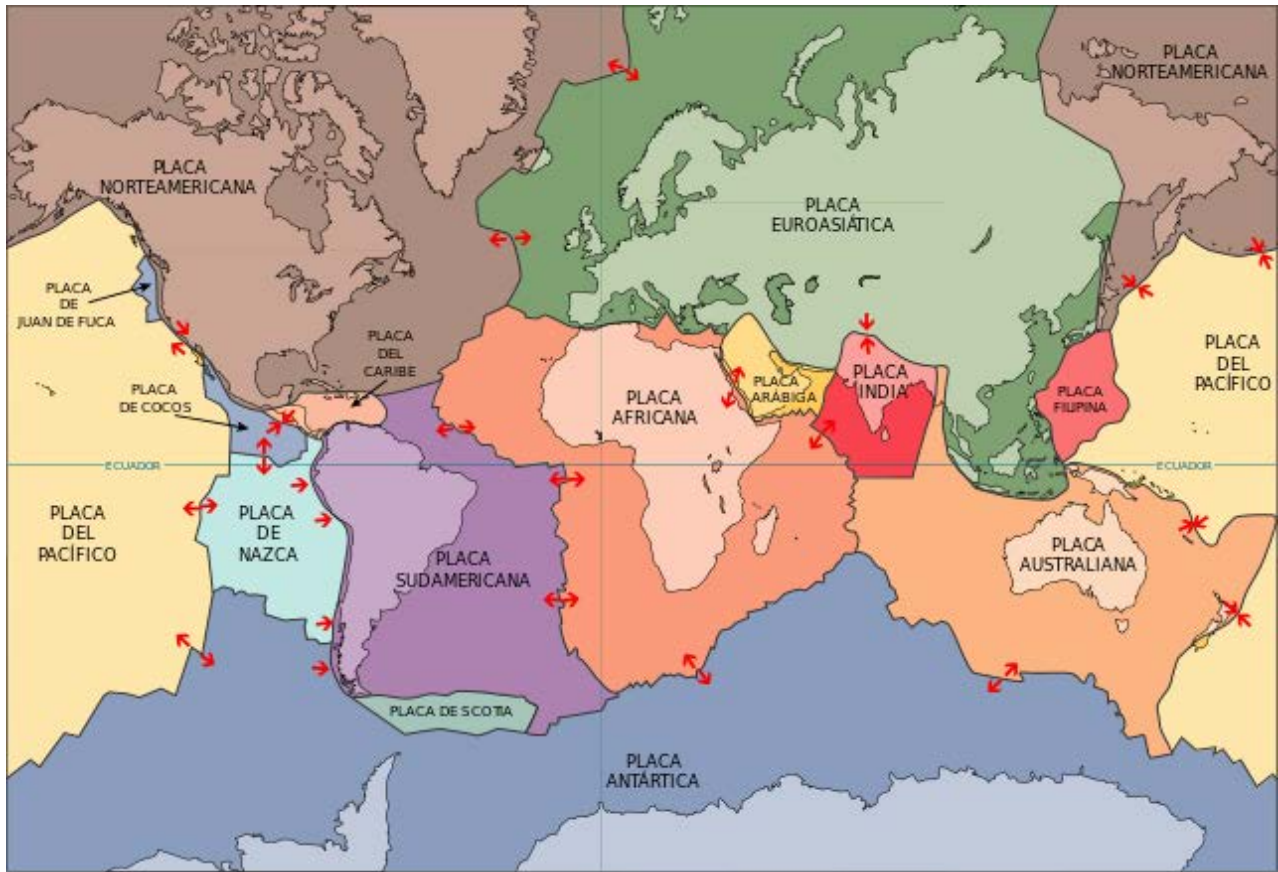 PLACA
NORTEAMERICANA
PLACA
NORTEAMERICANA
PLACA
EUROASIÁTICA
PLACA
DE
JUAN DE FUCA
PLACA
DEL
CARIBE
PLACA
DE COCOS
PLACA
AFRICANA
PLACA
ARÁBIGA
PLACA
INDIA
PLACA
FILIPINA
PLACA
DEL
PACÍFICO
ECUADOR
ECUADOR
PLACA
DEL
PACÍFICO
PLACA
DE
NAZCA
PLACA
SUDAMERICANA
PLACA
AUSTRALIANA
PLACA DE SCOTIA
PLACA
ANTÁRTICA